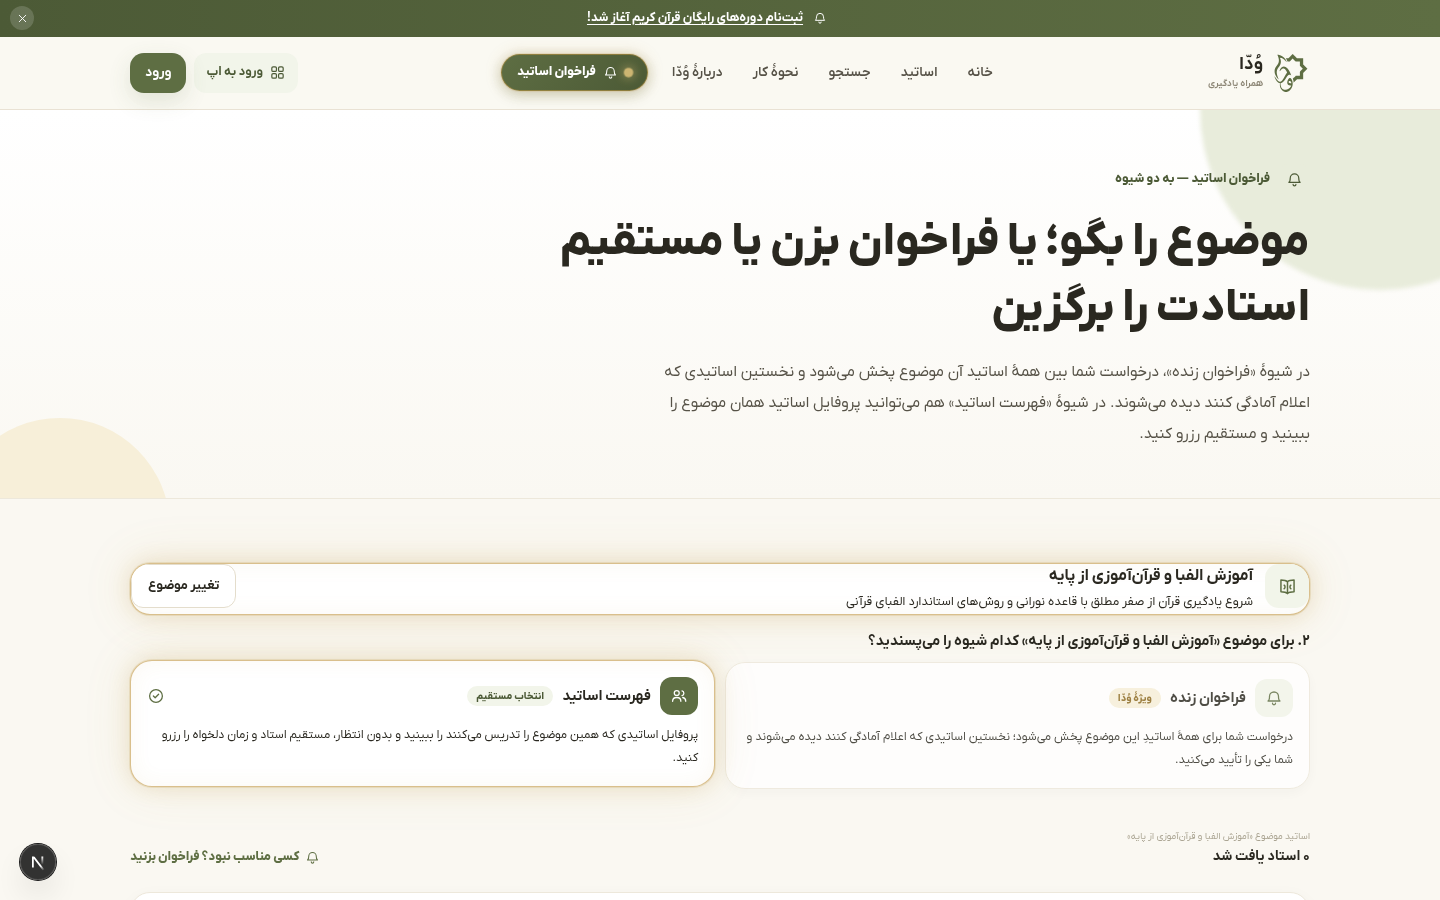 ثبت‌نام دوره‌های رایگان قرآن کریم آغاز شد!
وُدّا
همراه یادگیری
خانه
اساتید
جستجو
نحوهٔ کار
دربارهٔ وُدّا
فراخوان اساتید
ورود به اپ
ورود
فراخوان اساتید — به دو شیوه
موضوع را بگو؛ یا فراخوان بزن یا مستقیم
استادت را برگزین
در شیوهٔ «فراخوان زنده»، درخواست شما بین همهٔ اساتید آن موضوع پخش می‌شود و نخستین اساتیدی که
اعلام آمادگی کنند دیده می‌شوند. در شیوهٔ «فهرست اساتید» هم می‌توانید پروفایل اساتید همان موضوع را
ببینید و مستقیم رزرو کنید.
آموزش الفبا و قرآن‌آموزی از پایه
شروع یادگیری قرآن از صفر مطلق با قاعده نورانی و روش‌های استاندارد الفبای قرآنی
تغییر موضوع
۲. برای موضوع «آموزش الفبا و قرآن‌آموزی از پایه» کدام شیوه را می‌پسندید؟
فراخوان زنده
ویژهٔ وُدّا
درخواست شما برای همهٔ اساتیدِ این موضوع پخش می‌شود؛ نخستین اساتیدی که اعلام آمادگی کنند دیده می‌شوند و
شما یکی را تأیید می‌کنید.
فهرست اساتید
انتخاب مستقیم
پروفایل اساتیدی که همین موضوع را تدریس می‌کنند را ببینید و بدون انتظار، مستقیم استاد و زمان دلخواه را رزرو
کنید.
اساتید موضوع «آموزش الفبا و قرآن‌آموزی از پایه»
۰ استاد یافت شد
کسی مناسب نبود؟ فراخوان بزنید
N